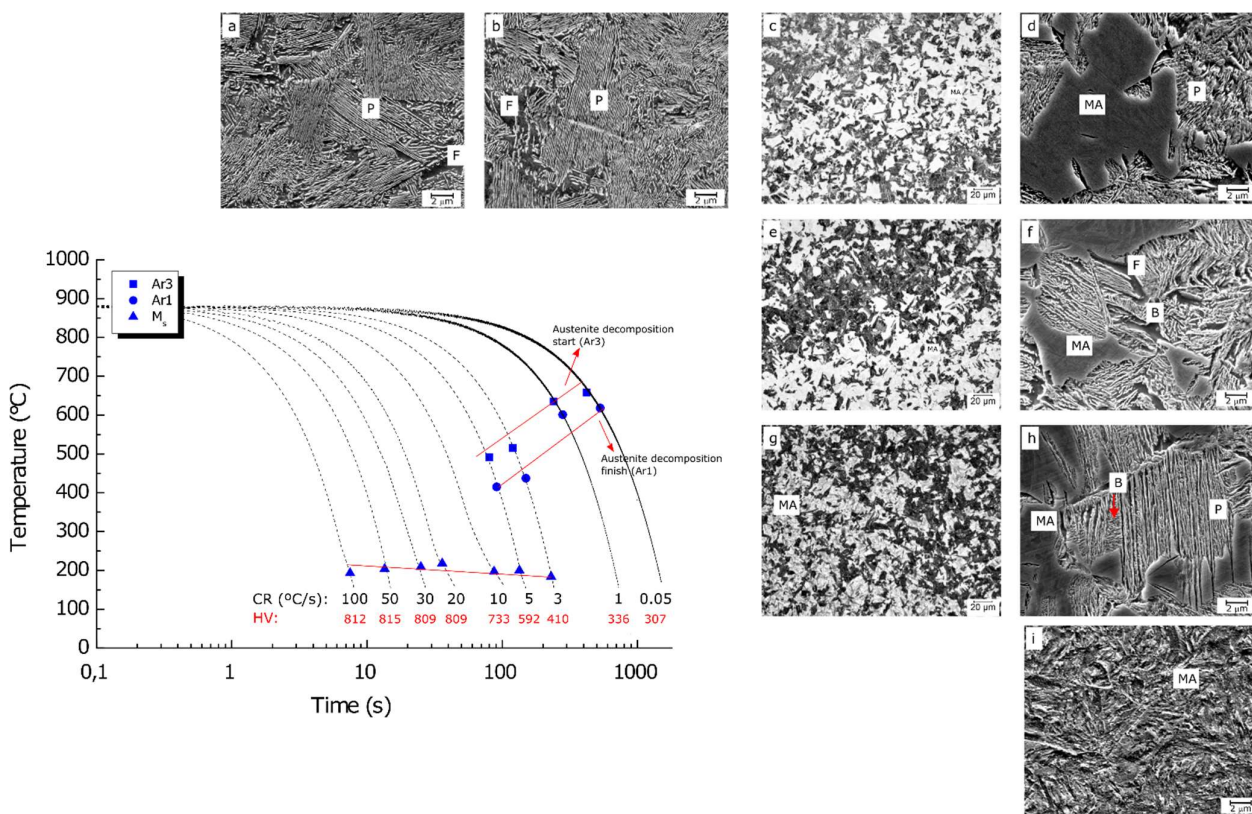 a
P
F
2 μm
b
F
P
2 μm
c
MA
20 μm
d
MA
P
2 μm
e
MA
20 μm
f
F
B
MA
2 μm
g
MA
20 μm
h
B
MA
P
2 μm
i
MA
2 μm
Temperature (ºC)
1000
900
800
700
600
500
400
300
200
100
0
Ar3
Ar1
Ms
Austenite decomposition
start (Ar3)
Austenite decomposition
finish (Ar1)
CR (ºC/s): 100 50 30 20 10 5 3 1 0.05
HV: 812 815 809 809 733 592 410 336 307
0,1 1 10 100 1000
Time (s)